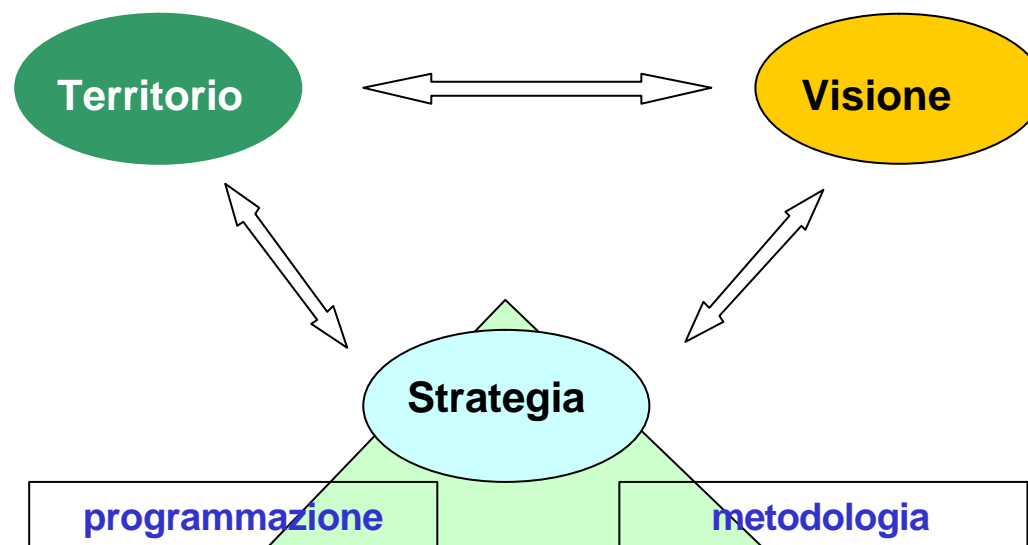 Territorio
Visione
Strategia
programmazione
metodologia